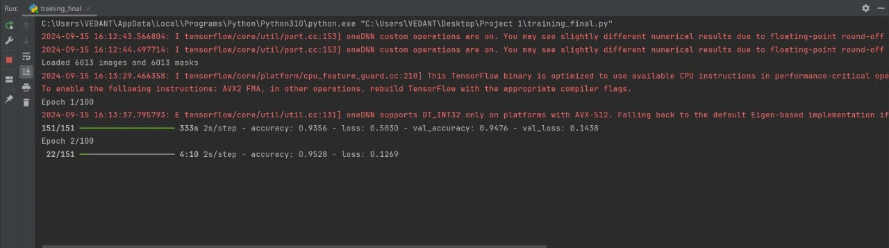 Run: training_final
C:\Users\VEDANT\AppData\Local\Programs\Python\Python310\python.exe "C:\Users\VEDANT\Desktop\Project 1\training_final.py"
2024-09-15 16:12:43.566804: I tensorflow/core/util/port.cc:153] oneDNN custom operations are on. You may see slightly different numerical results due to floating-point round-off
2024-09-15 16:12:44.497714: I tensorflow/core/util/port.cc:153] oneDNN custom operations are on. You may see slightly different numerical results due to floating-point round-off
Loaded 6013 images and 6013 masks
2024-09-15 16:13:29.466358: I tensorflow/core/platform/cpu_feature_guard.cc:210] This TensorFlow binary is optimized to use available CPU instructions in performance-critical ope
To enable the following instructions: AVX2 FMA, in other operations, rebuild TensorFlow with the appropriate compiler flags.
Epoch 1/100
2024-09-15 16:13:37.795793: E tensorflow/core/util/util.cc:131] oneDNN supports DT_INT32 only on platforms with AVX-512. Falling back to the default Eigen-based implementation if
151/151 333s 2s/step - accuracy: 0.9356 - loss: 0.5030 - val_accuracy: 0.9476 - val_loss: 0.1438
Epoch 2/100
22/151 4:10 2s/step - accuracy: 0.9528 - loss: 0.1269